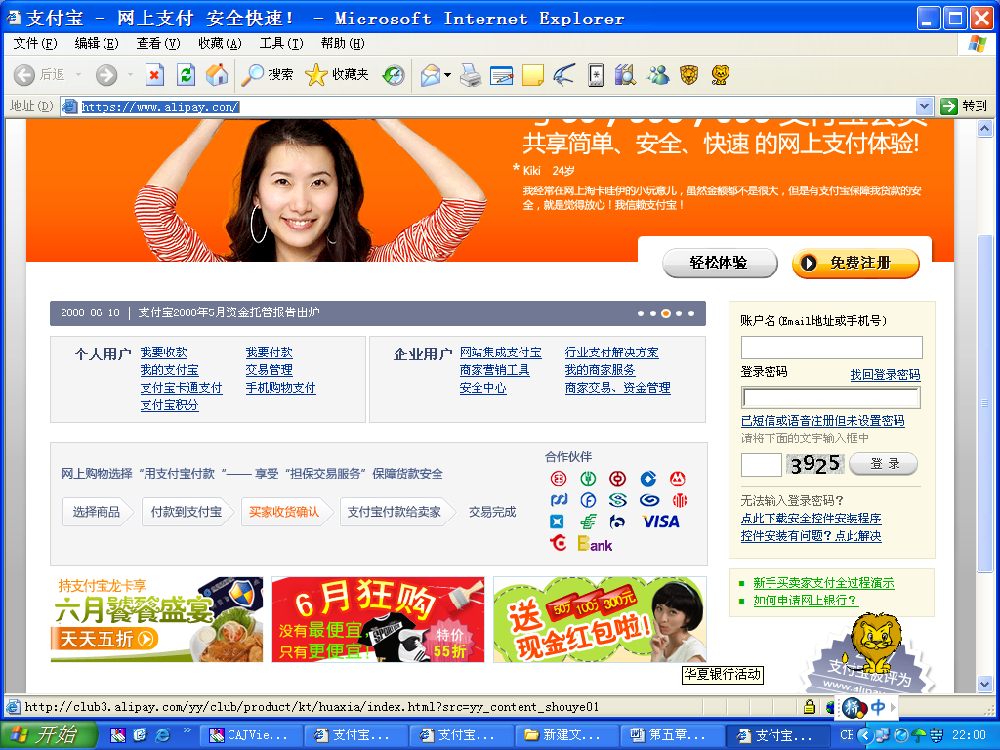 支付宝 - 网上支付 安全快速！ - Microsoft Internet Explorer
文件(F) 编辑(E) 查看(V) 收藏(A) 工具(I) 帮助(H)
后退 搜索 收藏夹
地址(D) https://www.alipay.com/ 转到
共享简单、安全、快速 的网上支付体验!
* Kiki 24岁
我经常在网上淘卡哇伊的小玩意儿，虽然金额都不是很大，但是有支付宝保障我货款的安
全，就是觉得放心！我信赖支付宝！
轻松体验 免费注册
2008-06-18 | 支付宝2008年5月资金托管报告出炉
个人用户 我要收款 我要付款
我的支付宝 交易管理
支付宝卡通支付 手机购物支付
支付宝积分
企业用户 网站集成支付宝 行业支付解决方案
商家营销工具 我的商家服务
安全中心 商家交易、资金管理
账户名(Email地址或手机号)
登录密码 找回登录密码
已短信或语音注册但未设置密码
请将下面的文字输入框中
3925 登 录
无法输入登录密码？
点此下载安全控件安装程序
控件安装有问题？点此解决
网上购物选择 “用支付宝付款 “—— 享受 “担保交易服务” 保障货款安全
选择商品 付款到支付宝 买家收货确认 支付宝付款给卖家 交易完成
合作伙伴
VISA
Bank
持支付宝龙卡享
六月饕餮盛宴
天天五折
6月狂购
没有最便宜
只有更便宜!
特价
55折
送
50万 100元 300元
现金红包啦!
新手买卖家支付全过程演示
如何申请网上银行？
支付宝被评为
www.alipay
华夏银行活动
http://club3.alipay.com/yy/club/product/kt/huaxia/index.html?src=yy_content_shouye01
拼 中
开始 CAJVie... 支付宝... 支付宝... 新建文... 第五章... 支付宝... CH 22:00